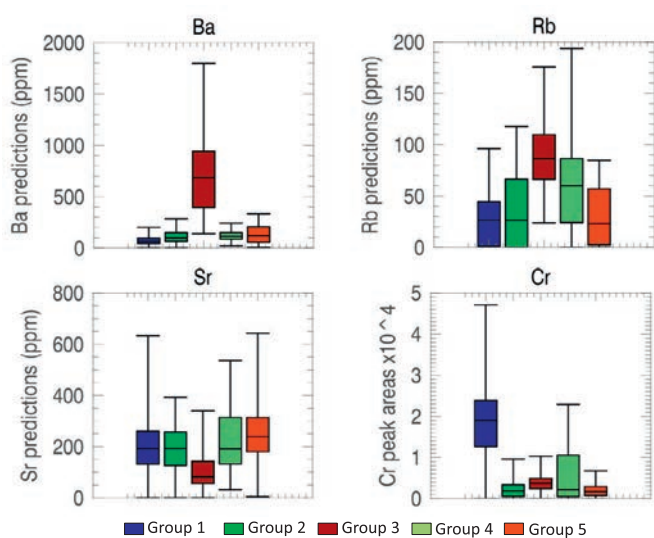 Ba
Ba predictions (ppm)
2000
1500
1000
500
0
Rb
Rb predictions (ppm)
200
150
100
50
0
Sr
Sr predictions (ppm)
800
600
400
200
0
Cr
Cr peak areas x10^4
5
4
3
2
1
0
Group 1
Group 2
Group 3
Group 4
Group 5